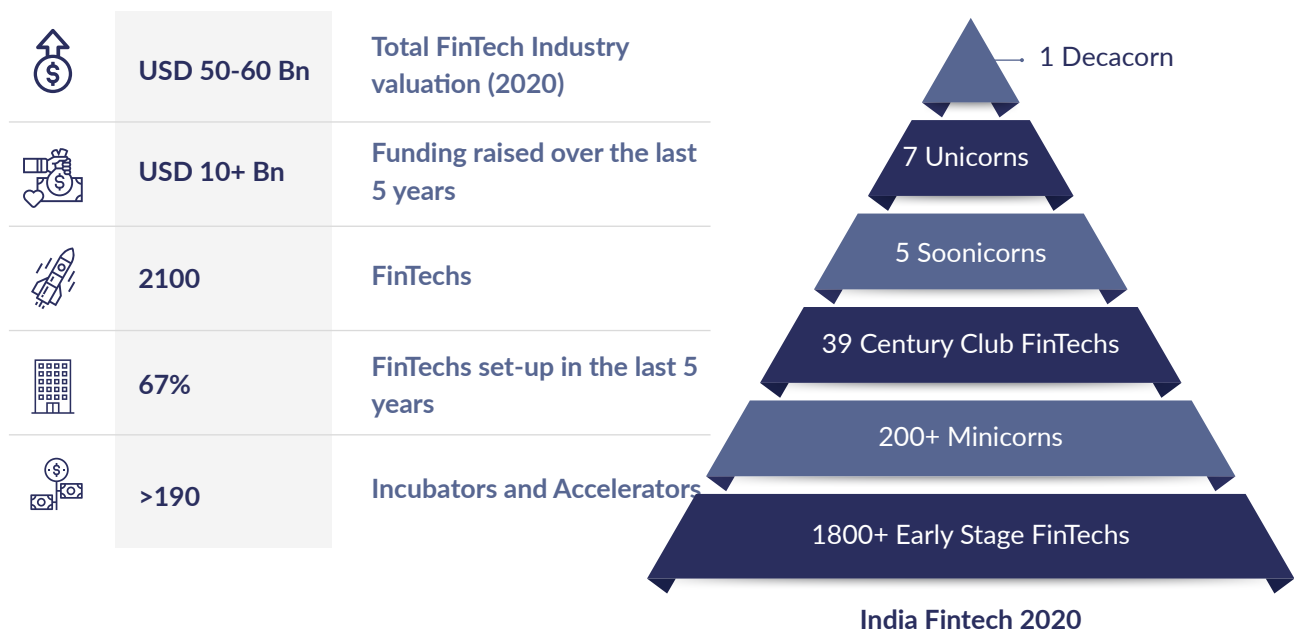 USD 50-60 Bn
Total FinTech Industry
valuation (2020)
USD 10+ Bn
Funding raised over the last
5 years
2100
FinTechs
67%
FinTechs set-up in the last 5
years
>190
Incubators and Accelerators
1 Decacorn
7 Unicorns
5 Soonicorns
39 Century Club FinTechs
200+ Minicorns
1800+ Early Stage FinTechs
India Fintech 2020